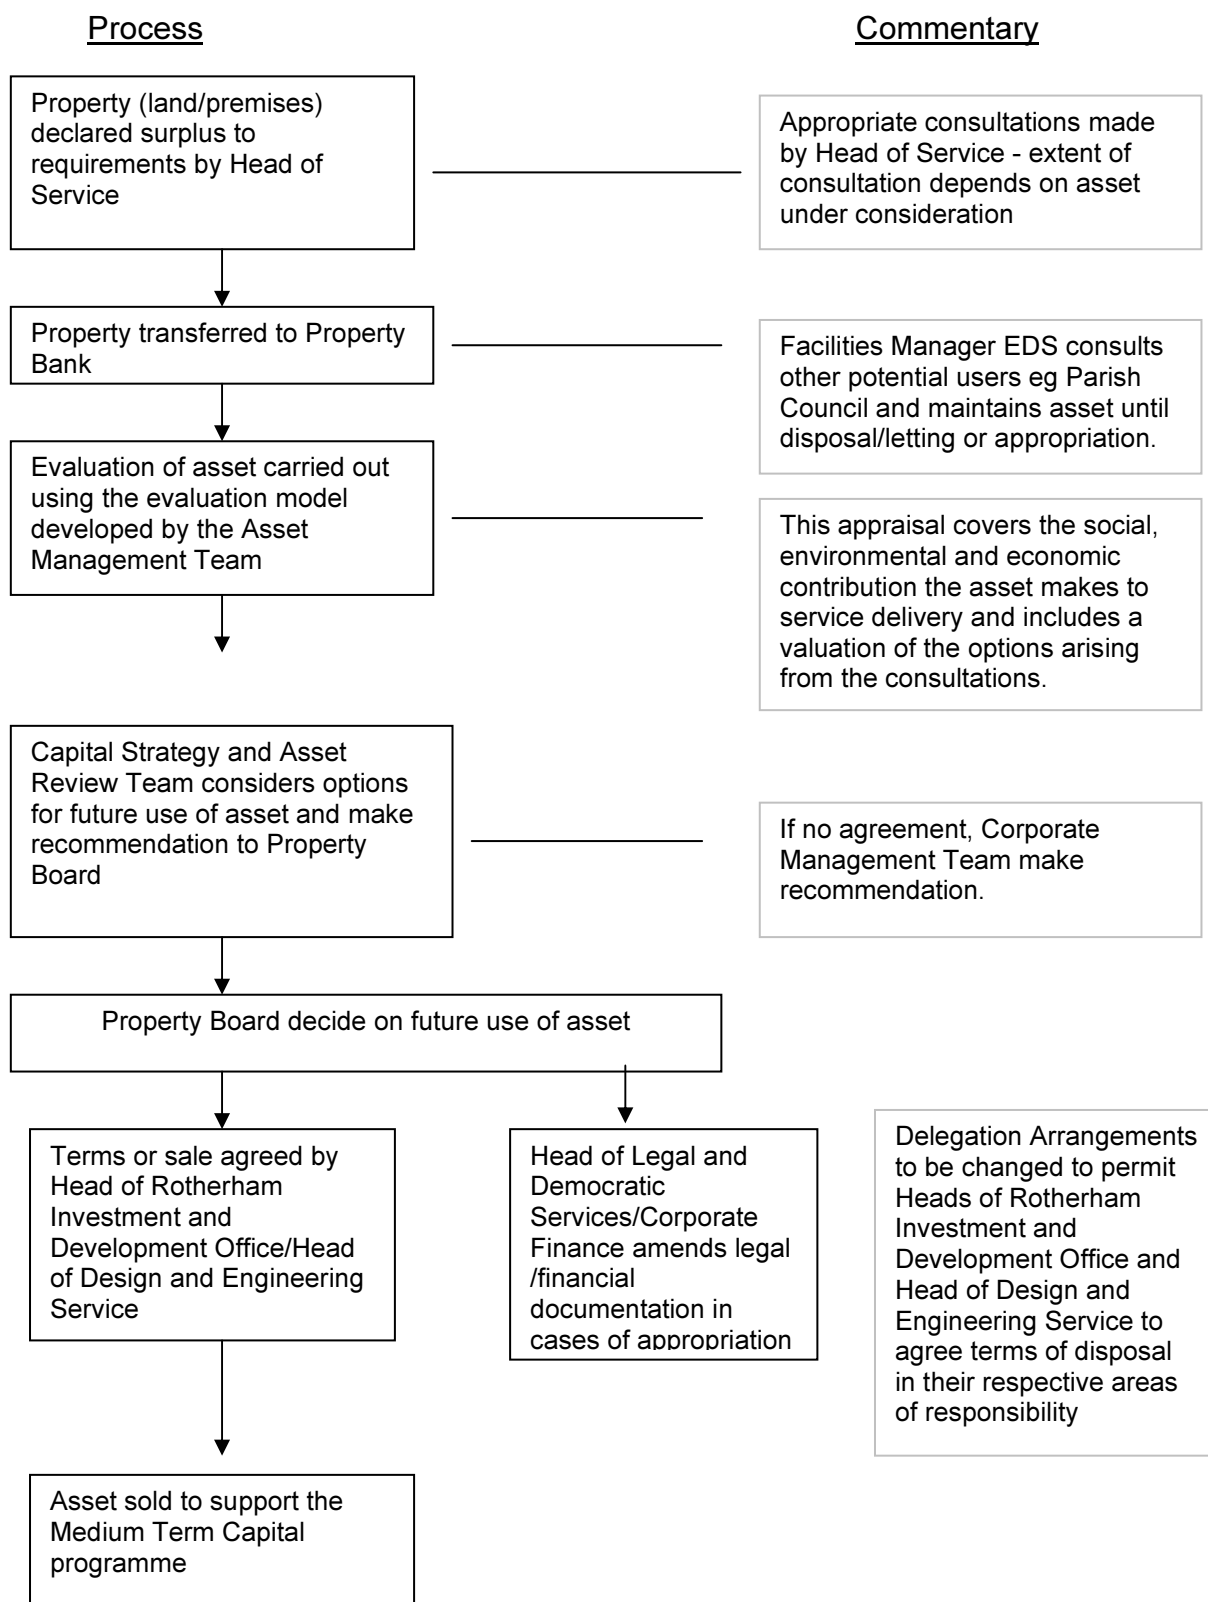 Process
Commentary
Property (land/premises)
declared surplus to
requirements by Head of
Service
Appropriate consultations made
by Head of Service - extent of
consultation depends on asset
under consideration
Property transferred to Property
Bank
Facilities Manager EDS consults
other potential users eg Parish
Council and maintains asset until
disposal/letting or appropriation.
Evaluation of asset carried out
using the evaluation model
developed by the Asset
Management Team
This appraisal covers the social,
environmental and economic
contribution the asset makes to
service delivery and includes a
valuation of the options arising
from the consultations.
Capital Strategy and Asset
Review Team considers options
for future use of asset and make
recommendation to Property
Board
If no agreement, Corporate
Management Team make
recommendation.
Property Board decide on future use of asset
Terms or sale agreed by
Head of Rotherham
Investment and
Development Office/Head
of Design and Engineering
Service
Head of Legal and
Democratic
Services/Corporate
Finance amends legal
/financial
documentation in
cases of appropriation
Delegation Arrangements
to be changed to permit
Heads of Rotherham
Investment and
Development Office and
Head of Design and
Engineering Service to
agree terms of disposal
in their respective areas
of responsibility
Asset sold to support the
Medium Term Capital
programme